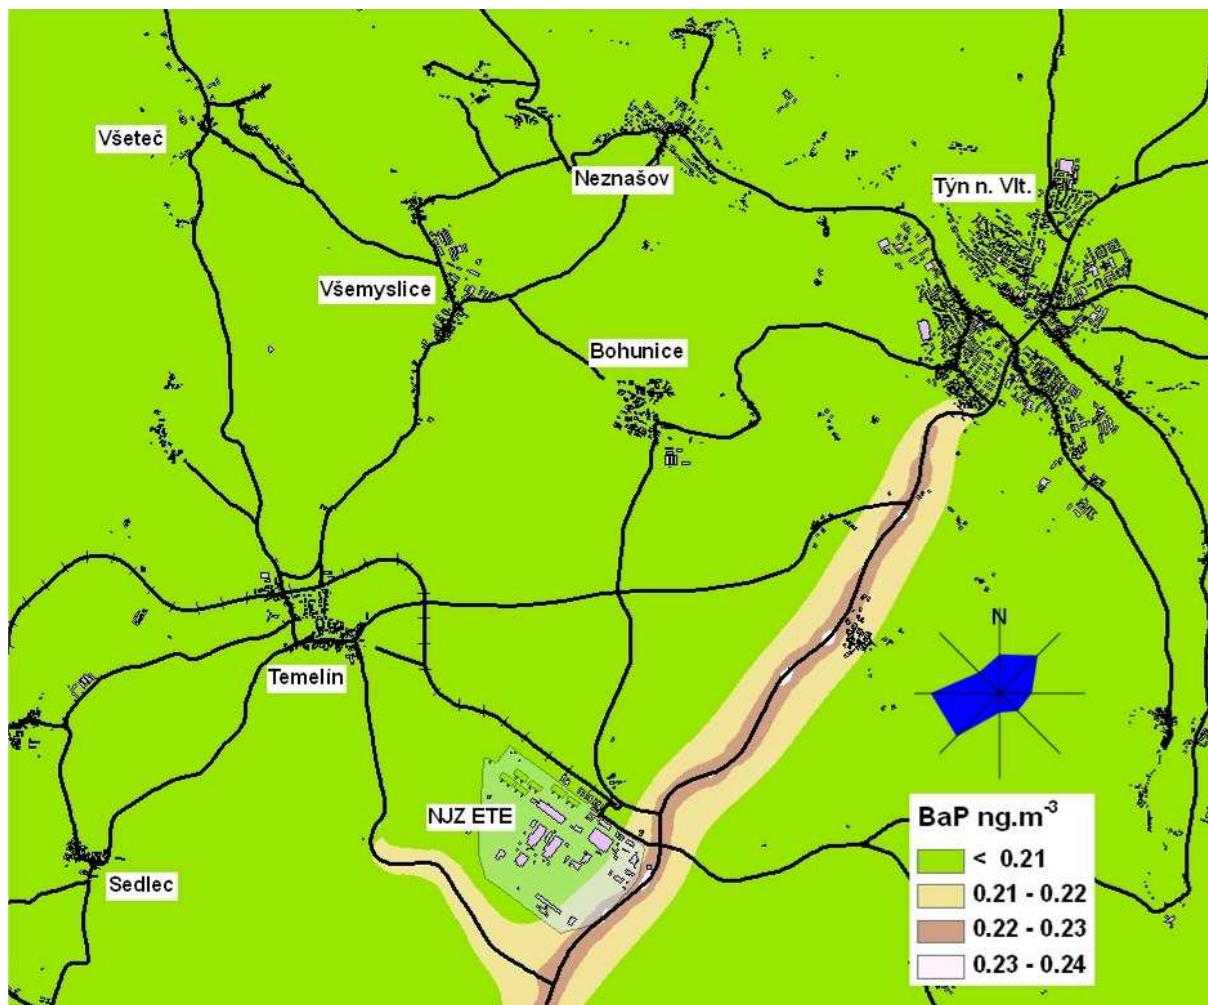 Všeteč
Neznašov
Týn n. Vlt.
Všemyslice
Bohunice
N
Temelín
NJZ ETE
Sedlec
BaP ng.m⁻³
< 0.21
0.21 - 0.22
0.22 - 0.23
0.23 - 0.24